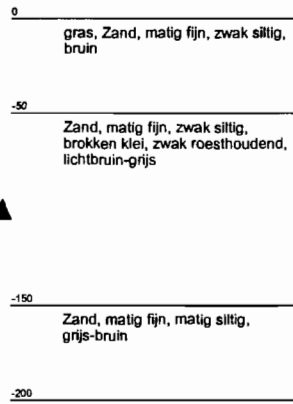 0
gras, Zand, matig fijn, zwak siltig,
bruin
-50
Zand, matig fijn, zwak siltig,
brokken klei, zwak roesthoudend,
lichtbruin-grijs
-150
Zand, matig fijn, matig siltig,
grijs-bruin
-200